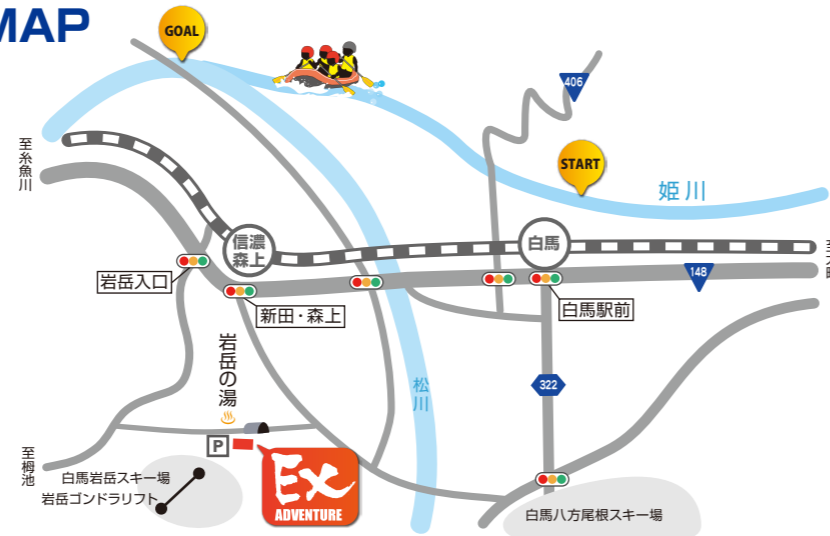 MAP
GOAL
406
START
至糸魚川
姫川
信濃
森上
白馬
岩岳入口
148
新田・森上
白馬駅前
岩岳の湯
松川
322
P
至栂池
白馬岩岳スキー場
岩岳ゴンドラリフト
Ex
ADVENTURE
白馬八方尾根スキー場